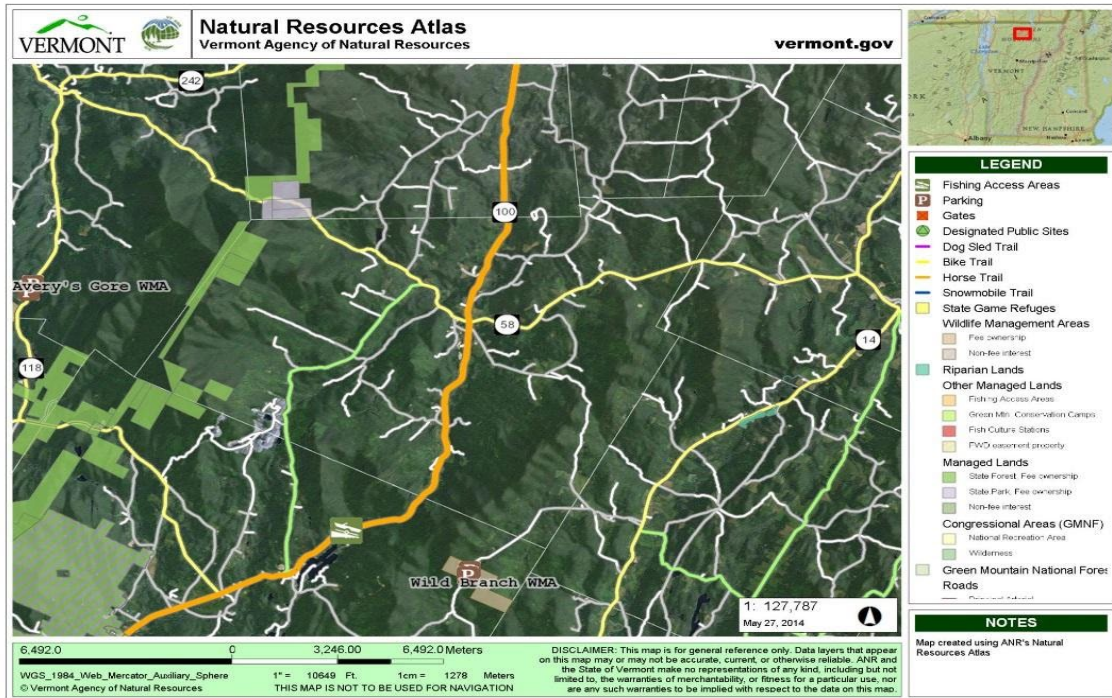 VERMONT
Natural Resources Atlas
Vermont Agency of Natural Resources
vermont.gov
VERMONT
Albany
NEW HAMPSHIRE
242
100
Avery's Gore WMA
58
14
118
Wild Branch WMA
1: 127,787
May 27, 2014
LEGEND
Fishing Access Areas
Parking
Gates
Designated Public Sites
Dog Sled Trail
Bike Trail
Horse Trail
Snowmobile Trail
State Game Refuges
Wildlife Management Areas
Fee ownership
Non-fee interest
Riparian Lands
Other Managed Lands
Fishing Access Areas
Green Mtn. Conservation Camps
Fish Culture Stations
FWD easement property
Managed Lands
State Forest, Fee ownership
State Park, Fee ownership
Non-fee interest
Congressional Areas (GMNF)
National Recreation Area
Wilderness
Green Mountain National Fores
Roads
NOTES
Map created using ANR's Natural
Resources Atlas
6,492.0 0 3,246.00 6,492.0 Meters
WGS_1984_Web_Mercator_Auxiliary_Sphere
1" = 10649 Ft. 1cm = 1278 Meters
© Vermont Agency of Natural Resources
THIS MAP IS NOT TO BE USED FOR NAVIGATION
DISCLAIMER: This map is for general reference only. Data layers that appear
on this map may or may not be accurate, current, or otherwise reliable. ANR and
the State of Vermont make no representations of any kind, including but not
limited to, the warranties of merchantability, or fitness for a particular use, nor
are any such warranties to be implied with respect to the data on this map.